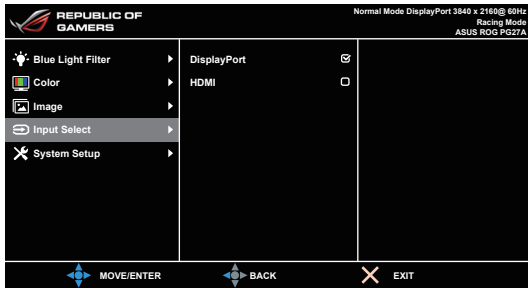 REPUBLIC OF
GAMERS
Normal Mode DisplayPort 3840 x 2160@ 60Hz
Racing Mode
ASUS ROG PG27A
Blue Light Filter
Color
Image
Input Select
System Setup
DisplayPort
HDMI
MOVE/ENTER
BACK
EXIT